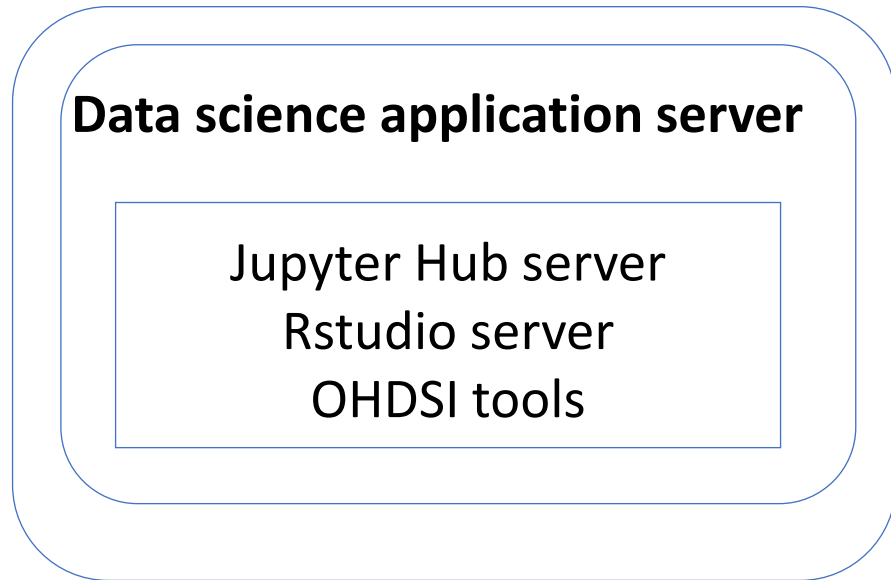 Data science application server
Jupyter Hub server
Rstudio server
OHDSI tools